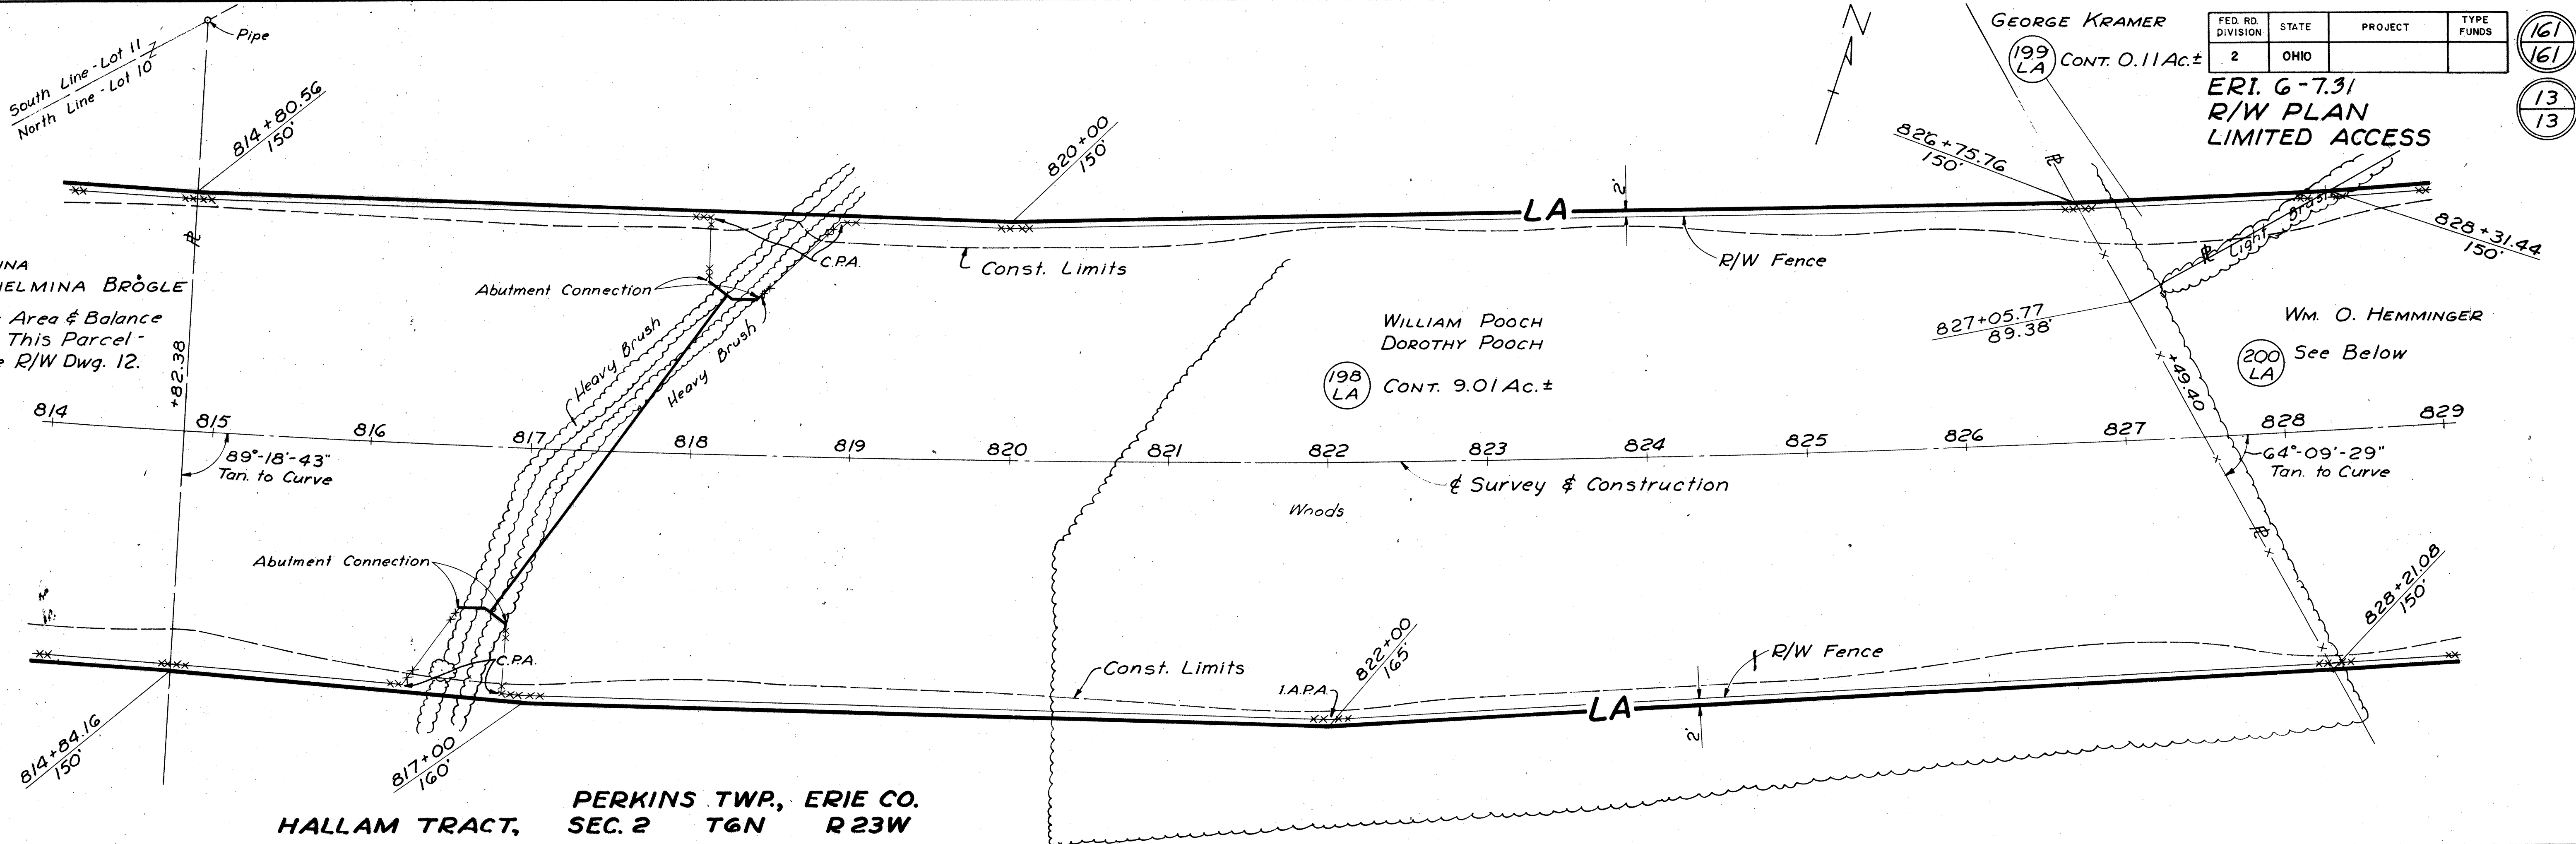 South Line - Lot 11
North Line - Lot 10
Pipe
814+80.56
150'
820+00
150'
N
GEORGE KRAMER
199
LA
CONT. 0.11 Ac.±
FED. RD.
DIVISION
STATE
PROJECT
TYPE
FUNDS
2
OHIO
161
161
13
13
ERI. 6-7.31
R/W PLAN
LIMITED ACCESS
826+75.76
150'
2'
LA
R/W Fence
Const. Limits
C.P.A.
Abutment Connection
Heavy Brush
Heavy Brush
Light Brush
828+31.44
150'
827+05.77
89.38'
WM. O. HEMMINGER
200
LA
See Below
WILLIAM POOCH
DOROTHY POOCH
198
LA
CONT. 9.01 Ac.±
INA
ELMINA BROGLE
Area & Balance
This Parcel -
R/W Dwg. 12.
+82.38
+49.40
814
815
816
817
818
819
820
821
822
823
824
825
826
827
828
829
89°-18'-43"
Tan. to Curve
64°-09'-29"
Tan. to Curve
℄ Survey & Construction
Woods
Abutment Connection
C.P.A.
Const. Limits
I.A.P.A.
822+00
165'
R/W Fence
LA
2'
828+21.08
150'
814+84.16
150'
817+00
160'
PERKINS TWP., ERIE CO.
HALLAM TRACT, SEC. 2 T6N R23W